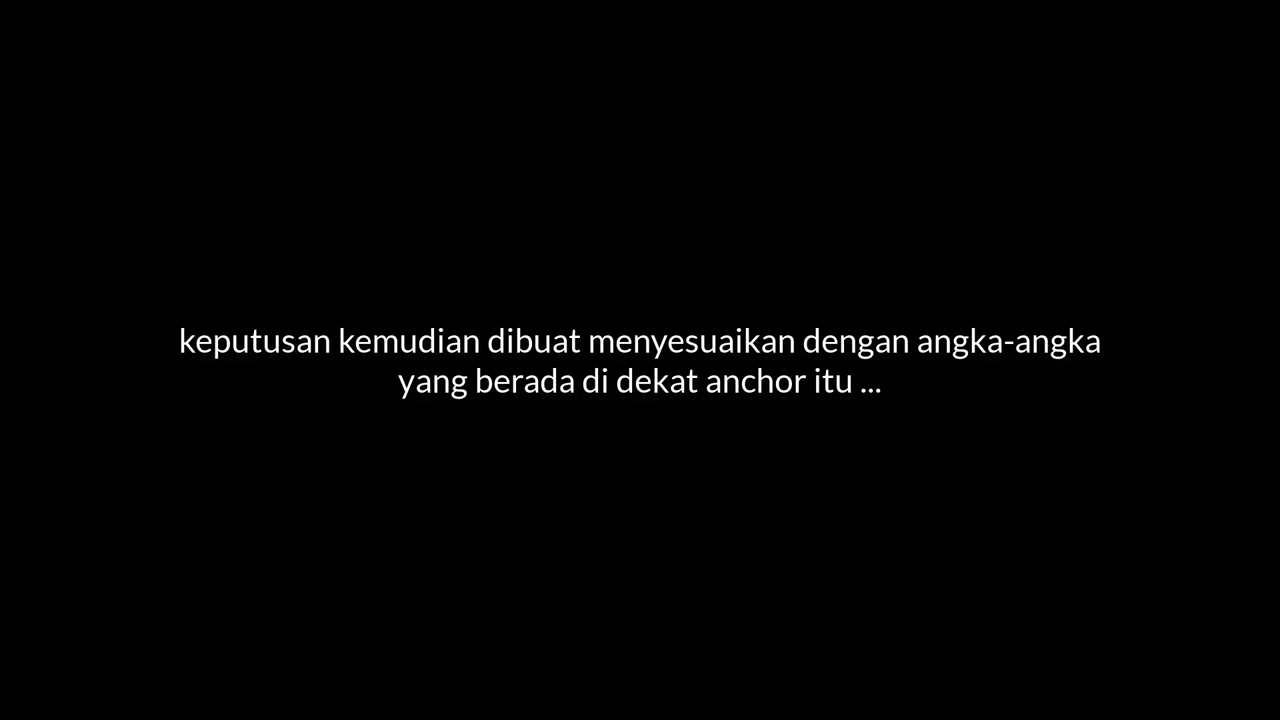 keputusan kemudian dibuat menyesuaikan dengan angka-angka
yang berada di dekat anchor itu ...